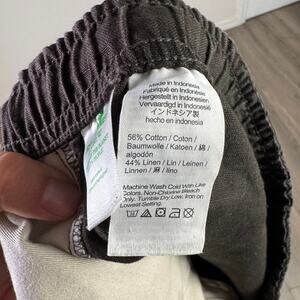 Made in Indonesia
Fabriqué en Indonésie
Hergestellt in Indonesien
Vervaardigd in Indonesië
インドネシア製
hecho en indonesia
56% Cotton / Coton /
Baumwolle / Katoen / 綿 /
algodón
44% Linen / Lin / Leinen /
Linnen / 麻 / lino
Machine Wash Cold With Like
Colors. Non-Chlorine Bleach
Only. Tumble Dry Low, Iron on
Lowest Setting.